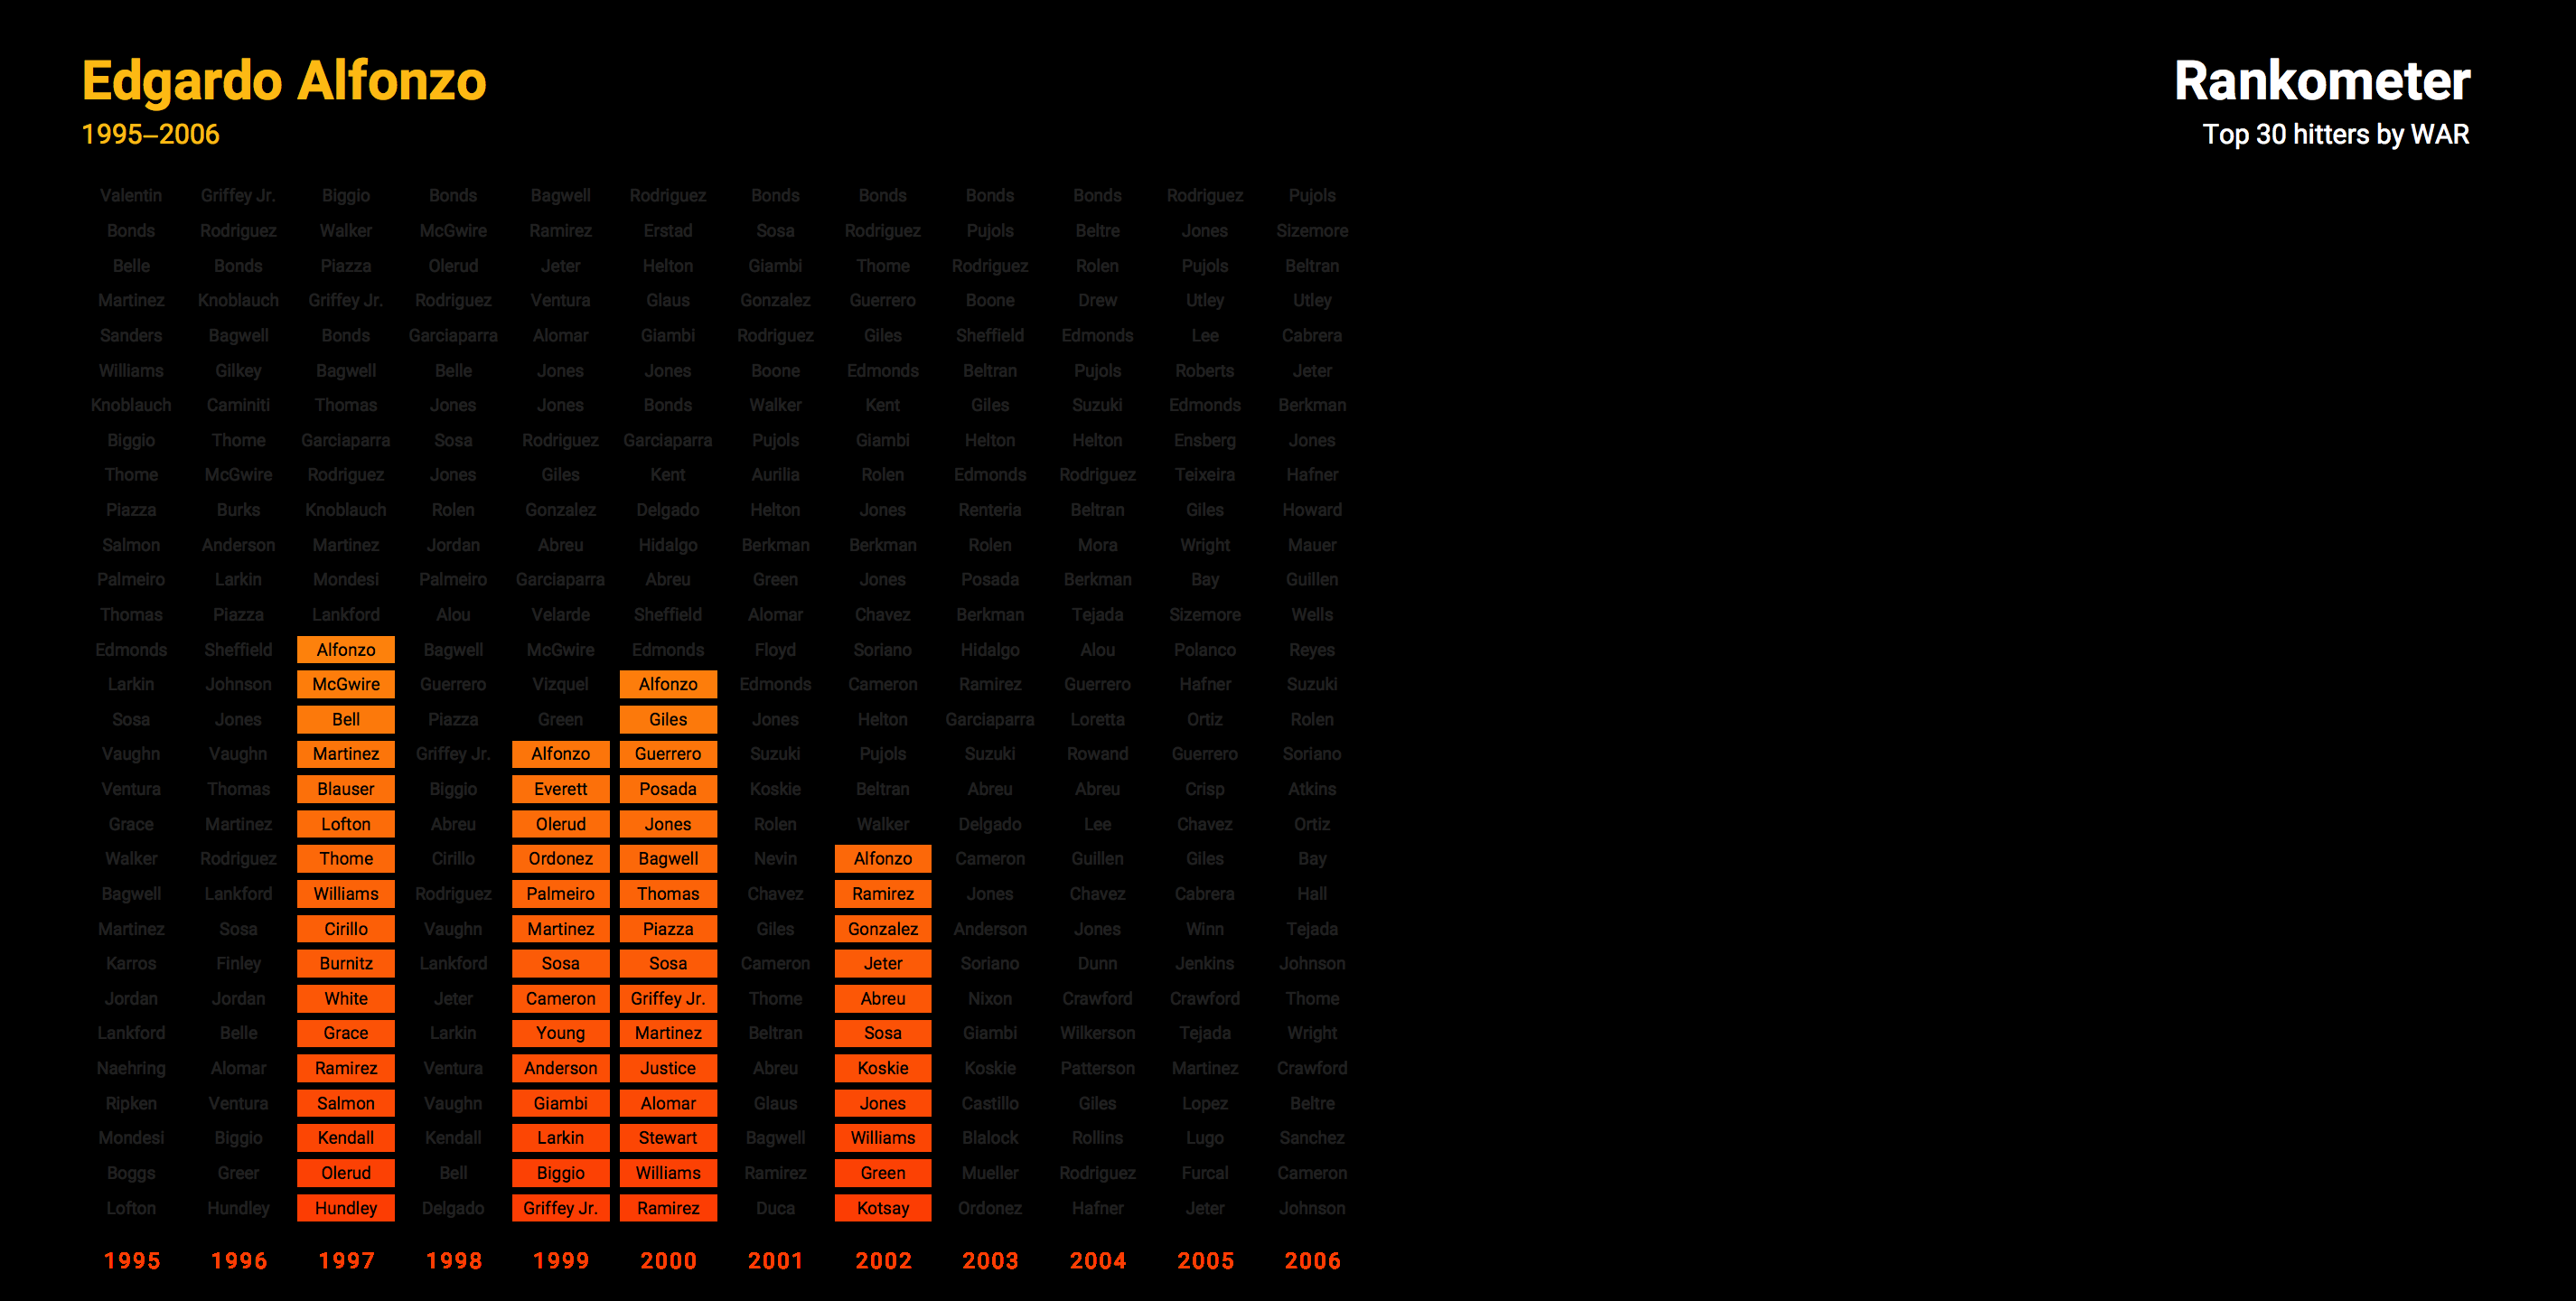 Edgardo Alfonzo
1995–2006
Rankometer
Top 30 hitters by WAR
Valentin Griffey Jr. Biggio Bonds Bagwell Rodriguez Bonds Bonds Bonds Bonds Rodriguez Pujols
Bonds Rodriguez Walker McGwire Ramirez Erstad Sosa Rodriguez Pujols Beltre Jones Sizemore
Belle Bonds Piazza Olerud Jeter Helton Giambi Thome Rodriguez Rolen Pujols Beltran
Martinez Knoblauch Griffey Jr. Rodriguez Ventura Glaus Gonzalez Guerrero Boone Drew Utley Utley
Sanders Bagwell Bonds Garciaparra Alomar Giambi Rodriguez Giles Sheffield Edmonds Lee Cabrera
Williams Gilkey Bagwell Belle Jones Jones Boone Edmonds Beltran Pujols Roberts Jeter
Knoblauch Caminiti Thomas Jones Jones Bonds Walker Kent Giles Suzuki Edmonds Berkman
Biggio Thome Garciaparra Sosa Rodriguez Garciaparra Pujols Giambi Helton Helton Ensberg Jones
Thome McGwire Rodriguez Jones Giles Kent Aurilia Rolen Edmonds Rodriguez Teixeira Hafner
Piazza Burks Knoblauch Rolen Gonzalez Delgado Helton Jones Renteria Beltran Giles Howard
Salmon Anderson Martinez Jordan Abreu Hidalgo Berkman Berkman Rolen Mora Wright Mauer
Palmeiro Larkin Mondesi Palmeiro Garciaparra Abreu Green Jones Posada Berkman Bay Guillen
Thomas Piazza Lankford Alou Velarde Sheffield Alomar Chavez Berkman Tejada Sizemore Wells
Edmonds Sheffield Alfonzo Bagwell McGwire Edmonds Floyd Soriano Hidalgo Alou Polanco Reyes
Larkin Johnson McGwire Guerrero Vizquel Alfonzo Edmonds Cameron Ramirez Guerrero Hafner Suzuki
Sosa Jones Bell Piazza Green Giles Jones Helton Garciaparra Loretta Ortiz Rolen
Vaughn Vaughn Martinez Griffey Jr. Alfonzo Guerrero Suzuki Pujols Suzuki Rowand Guerrero Soriano
Ventura Thomas Blauser Biggio Everett Posada Koskie Beltran Abreu Abreu Crisp Atkins
Grace Martinez Lofton Abreu Olerud Jones Rolen Walker Delgado Lee Chavez Ortiz
Walker Rodriguez Thome Cirillo Ordonez Bagwell Nevin Alfonzo Cameron Guillen Giles Bay
Bagwell Lankford Williams Rodriguez Palmeiro Thomas Chavez Ramirez Jones Chavez Cabrera Hall
Martinez Sosa Cirillo Vaughn Martinez Piazza Giles Gonzalez Anderson Jones Winn Tejada
Karros Finley Burnitz Lankford Sosa Sosa Cameron Jeter Soriano Dunn Jenkins Johnson
Jordan Jordan White Jeter Cameron Griffey Jr. Thome Abreu Nixon Crawford Crawford Thome
Lankford Belle Grace Larkin Young Martinez Beltran Sosa Giambi Wilkerson Tejada Wright
Naehring Alomar Ramirez Ventura Anderson Justice Abreu Koskie Koskie Patterson Martinez Crawford
Ripken Ventura Salmon Vaughn Giambi Alomar Glaus Jones Castillo Giles Lopez Beltre
Mondesi Biggio Kendall Kendall Larkin Stewart Bagwell Williams Blalock Rollins Lugo Sanchez
Boggs Greer Olerud Bell Biggio Williams Ramirez Green Mueller Rodriguez Furcal Cameron
Lofton Hundley Hundley Delgado Griffey Jr. Ramirez Duca Kotsay Ordonez Hafner Jeter Johnson
1995 1996 1997 1998 1999 2000 2001 2002 2003 2004 2005 2006